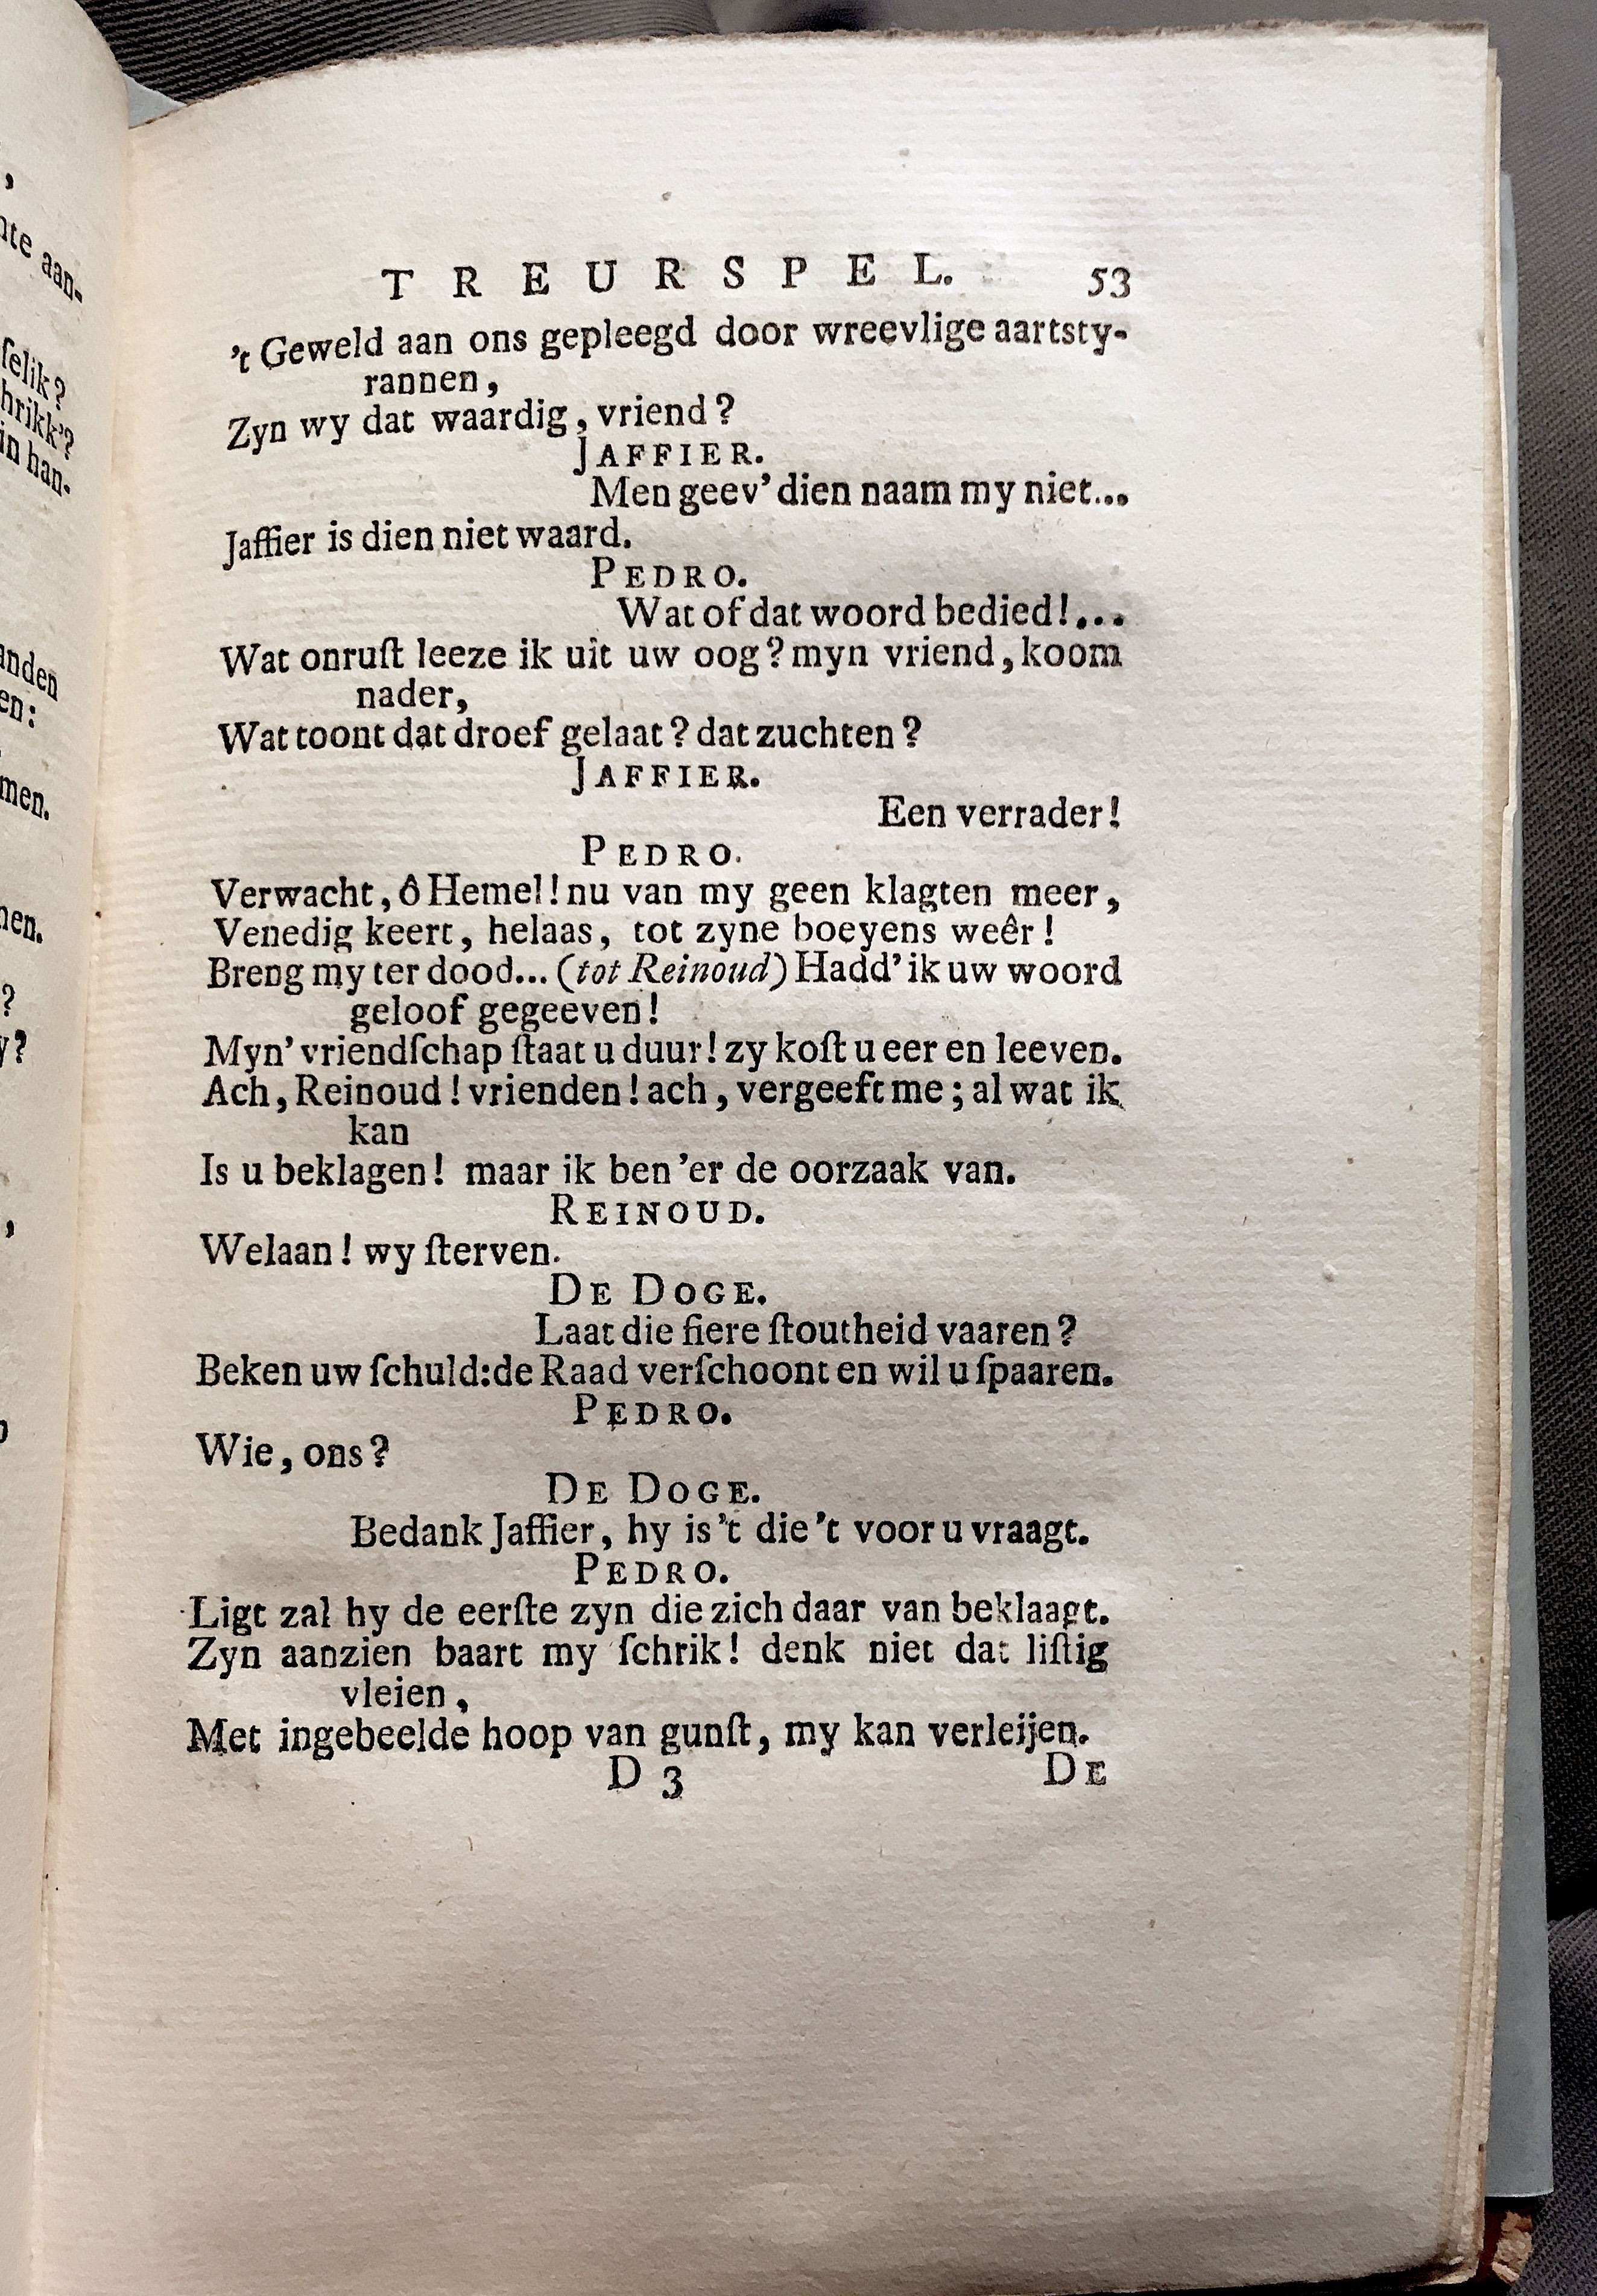 TREURSPEL. 53
’t Geweld aan ons gepleegd door wreevlige aartsty-
rannen,
Zyn wy dat waardig, vriend?
JAFFIER.
Men geev’ dien naam my niet...
Jaffier is dien niet waard.
PEDRO.
Wat of dat woord bedied!...
Wat onruſt leeze ik uit uw oog? myn vriend, koom
nader,
Wat toont dat droef gelaat? dat zuchten?
JAFFIER.
Een verrader!
PEDRO.
Verwacht, ô Hemel! nu van my geen klagten meer,
Venedig keert, helaas, tot zyne boeyens weêr!
Breng my ter dood... (tot Reinoud) Hadd’ ik uw woord
geloof gegeeven!
Myn’ vriendſchap ſtaat u duur! zy koſt u eer en leeven.
Ach, Reinoud! vrienden! ach, vergeeft me; al wat ik
kan
Is u beklagen! maar ik ben ’er de oorzaak van.
REINOUD.
Welaan! wy ſterven.
DE DOGE.
Laat die fiere ſtoutheid vaaren?
Beken uw ſchuld: de Raad verſchoont en wil u ſpaaren.
PEDRO.
Wie, ons?
DE DOGE.
Bedank Jaffier, hy is ’t die ’t voor u vraagt.
PEDRO.
Ligt zal hy de eerſte zyn die zich daar van beklaagt.
Zyn aanzien baart my ſchrik! denk niet dat liſtig
vleien,
Met ingebeelde hoop van gunſt, my kan verleijen.
D 3 DE